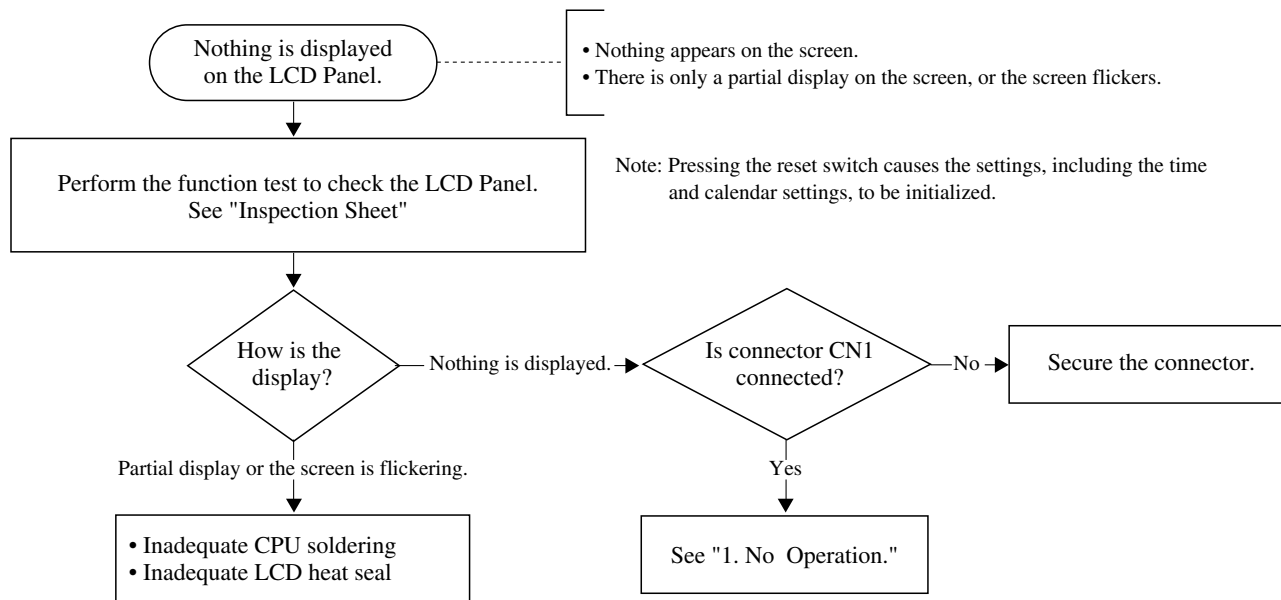 Nothing is displayed
on the LCD Panel.
• Nothing appears on the screen.
• There is only a partial display on the screen, or the screen flickers.
Perform the function test to check the LCD Panel.
See "Inspection Sheet"
Note: Pressing the reset switch causes the settings, including the time
and calendar settings, to be initialized.
How is the
display?
Nothing is displayed.
Is connector CN1
connected?
No
Secure the connector.
Partial display or the screen is flickering.
Yes
• Inadequate CPU soldering
• Inadequate LCD heat seal
See "1. No Operation."